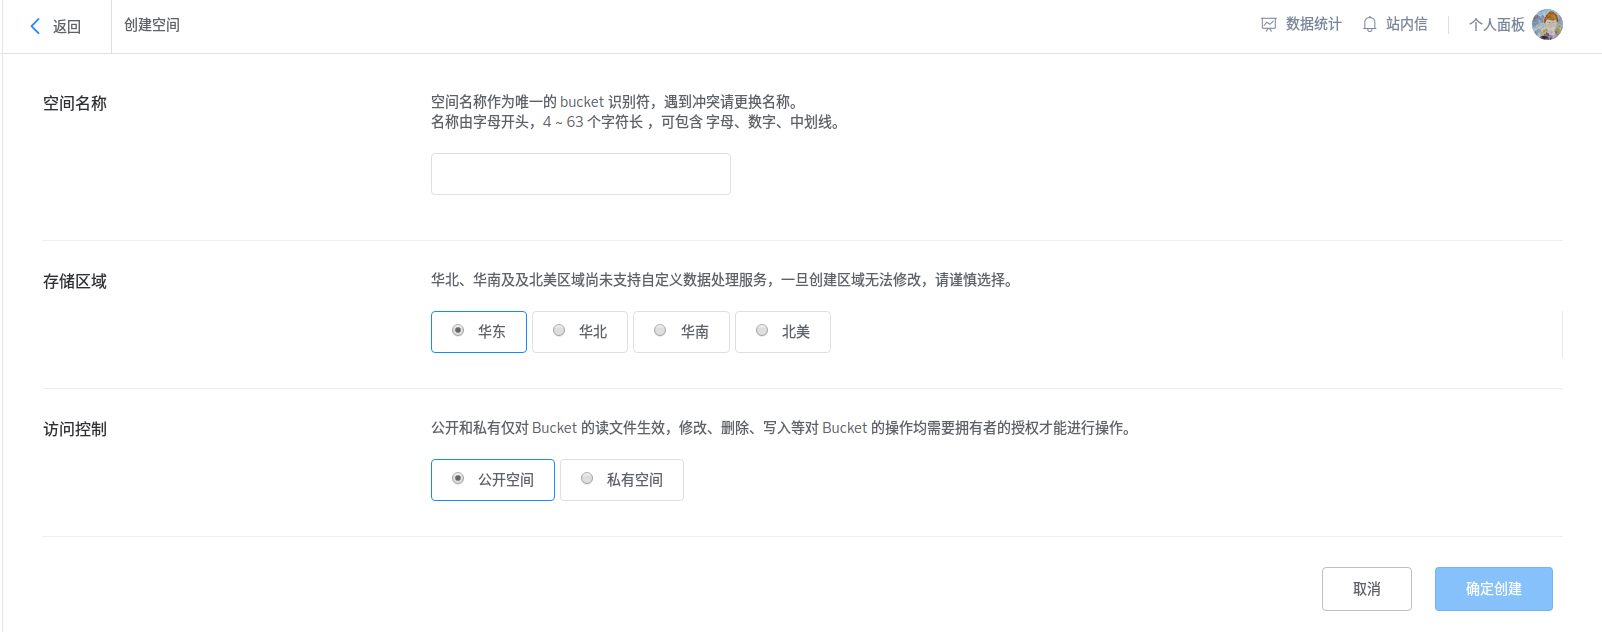 返回
创建空间
数据统计
站内信
个人面板
空间名称
空间名称作为唯一的 bucket 识别符，遇到冲突请更换名称。
名称由字母开头，4 ~ 63 个字符长 ，可包含 字母、数字、中划线。
存储区域
华北、华南及及北美区域尚未支持自定义数据处理服务，一旦创建区域无法修改，请谨慎选择。
华东
华北
华南
北美
访问控制
公开和私有仅对 Bucket 的读文件生效，修改、删除、写入等对 Bucket 的操作均需要拥有者的授权才能进行操作。
公开空间
私有空间
取消
确定创建